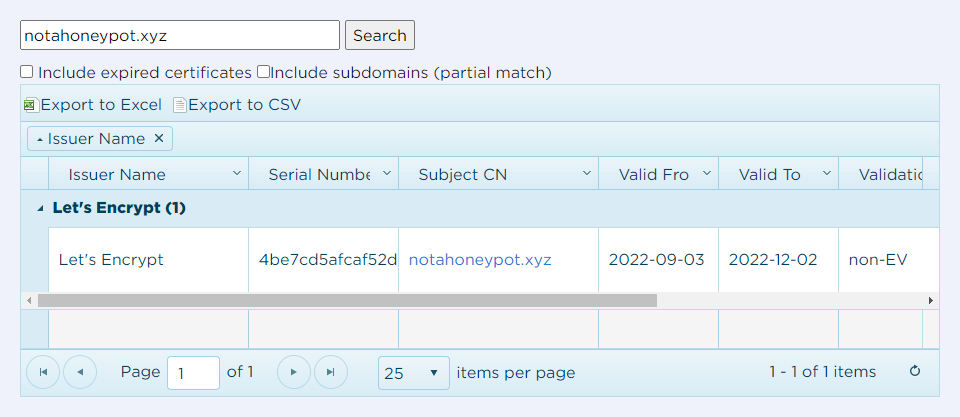 notahoneypot.xyz Search
Include expired certificates Include subdomains (partial match)
Export to Excel Export to CSV
Issuer Name ✕
Issuer Name Serial Numbe Subject CN Valid Fro Valid To Validatic
Let's Encrypt (1)
Let's Encrypt 4be7cd5afcaf52d notahoneypot.xyz 2022-09-03 2022-12-02 non-EV
Page 1 of 1 25 items per page 1 - 1 of 1 items